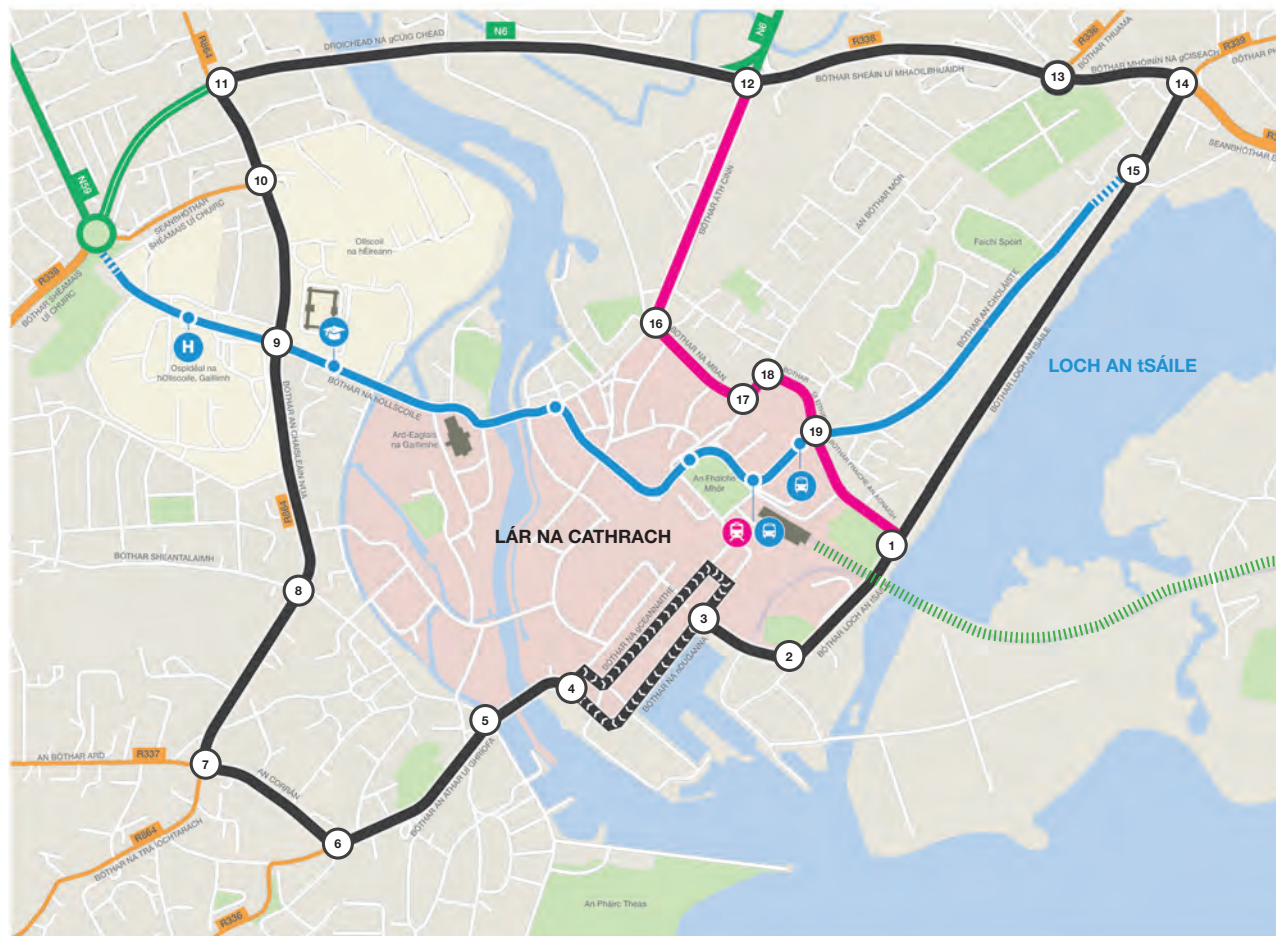 DROICHEAD NA gCÚIG CHÉAD
N6
N6
R864
R338
BÓTHAR SHEÁIN UÍ MHAOILBHUAIDH
R336
BÓTHAR THUAMA
BÓTHAR MHÓINÍN NA gCISEACH
R339
BÓTHAR
11
12
13
14
SEANBHÓTHAR
15
N59
10
SEANBHÓTHAR
SHÉAMAIS UÍ CHUIRC
Ollscoil
na hÉireann
BÓTHAR ÁTH CINN
AN BÓTHAR MÓR
Faichí Spóirt
R338
BÓTHAR SHÉAMAIS
UÍ CHUIRC
H
Ospidéal na
hOllscoile, Gaillimh
9
BÓTHAR NA hOLLSCOILE
16
BÓTHAR NA MBAN
17
18
BÓTHAR
19
BÓTHAR AN CHOLÁISTE
BÓTHAR LOCH AN tSÁILE
LOCH AN tSÁILE
Ard-Eaglais
na Gaillimhe
An Fhaiche
Mhór
BÓTHAR FHAICHE AN AONAIGH
BÓTHAR AN CHAISLEÁIN NUA
R864
LÁR NA CATHRACH
1
BÓTHAR SHEANTALAIMH
8
BÓTHAR NA gCEANNAITHE
3
BÓTHAR NA nDUGANNA
2
BÓTHAR LOCH AN tSÁILE
4
5
BÓTHAR AN ATHAR UÍ GHRÍOFA
AN BÓTHAR ARD
R337
7
AN CORRÁN
6
R864
BÓTHAR NA TRÁ ÍOCHTARACH
R336
An Pháirc Theas